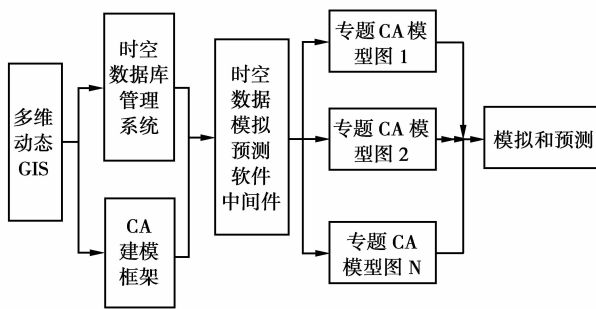 多维
动态
GIS
时空
数据库
管理
系统
CA
建模
框架
时空
数据
模拟
预测
软件
中间件
专题 CA 模
型图 1
专题 CA 模
型图 2
专题 CA
模型图 N
模拟和预测